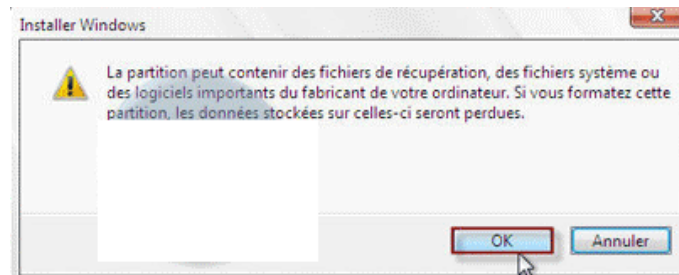 Installer Windows
La partition peut contenir des fichiers de récupération, des fichiers système ou
des logiciels importants du fabricant de votre ordinateur. Si vous formatez cette
partition, les données stockées sur celles-ci seront perdues.
OK Annuler